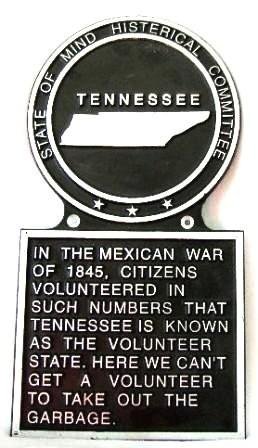 STATE OF MIND HISTERICAL COMMITTEE
TENNESSEE
IN THE MEXICAN WAR
OF 1845, CITIZENS
VOLUNTEERED IN
SUCH NUMBERS THAT
TENNESSEE IS KNOWN
AS THE VOLUNTEER
STATE. HERE WE CAN'T
GET A VOLUNTEER
TO TAKE OUT THE
GARBAGE.